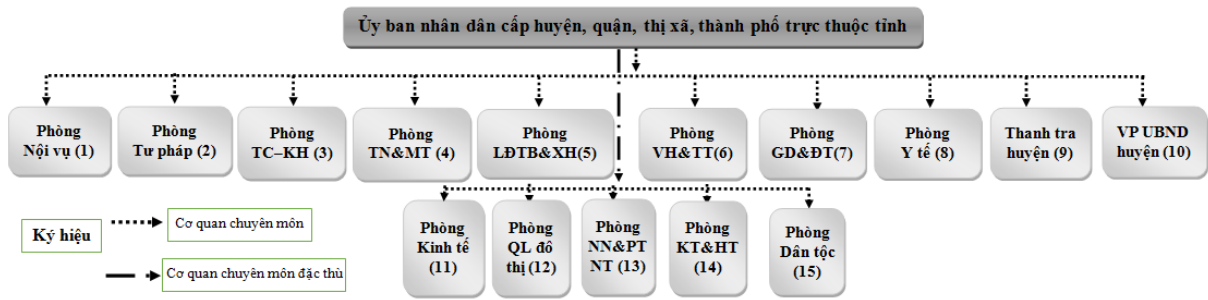 Ủy ban nhân dân cấp huyện, quận, thị xã, thành phố trực thuộc tỉnh
Phòng
Nội vụ (1)
Phòng
Tư pháp (2)
Phòng
TC–KH (3)
Phòng
TN&MT (4)
Phòng
LĐTB&XH(5)
Phòng
VH&TT(6)
Phòng
GD&ĐT(7)
Phòng
Y tế (8)
Thanh tra
huyện (9)
VP UBND
huyện (10)
Phòng
Kinh tế
(11)
Phòng
QL đô
thị (12)
Phòng
NN&PT
NT (13)
Phòng
KT&HT
(14)
Phòng
Dân tộc
(15)
Ký hiệu
Cơ quan chuyên môn
Cơ quan chuyên môn đặc thù